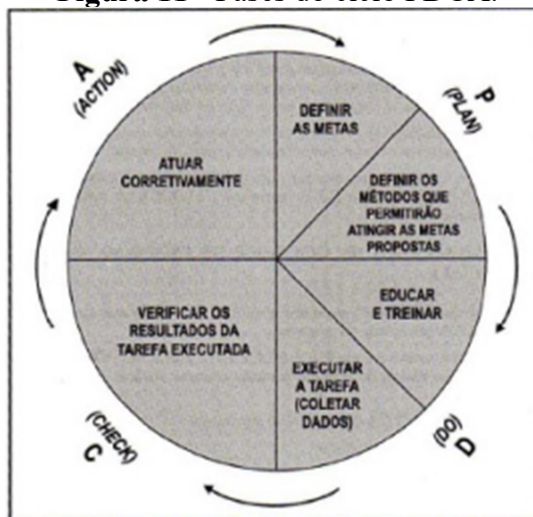 Figura
A
(ACTION)
P
(PLAN)
DEFINIR
AS METAS
ATUAR
CORRETIVAMENTE
DEFINIR OS
MÉTODOS QUE
PERMITIRÃO
ATINGIR AS METAS
PROPOSTAS
EDUCAR
E TREINAR
VERIFICAR OS
RESULTADOS DA
TAREFA EXECUTADA
EXECUTAR
A TAREFA
(COLETAR
DADOS)
(CHECK)
C
(DO)
D